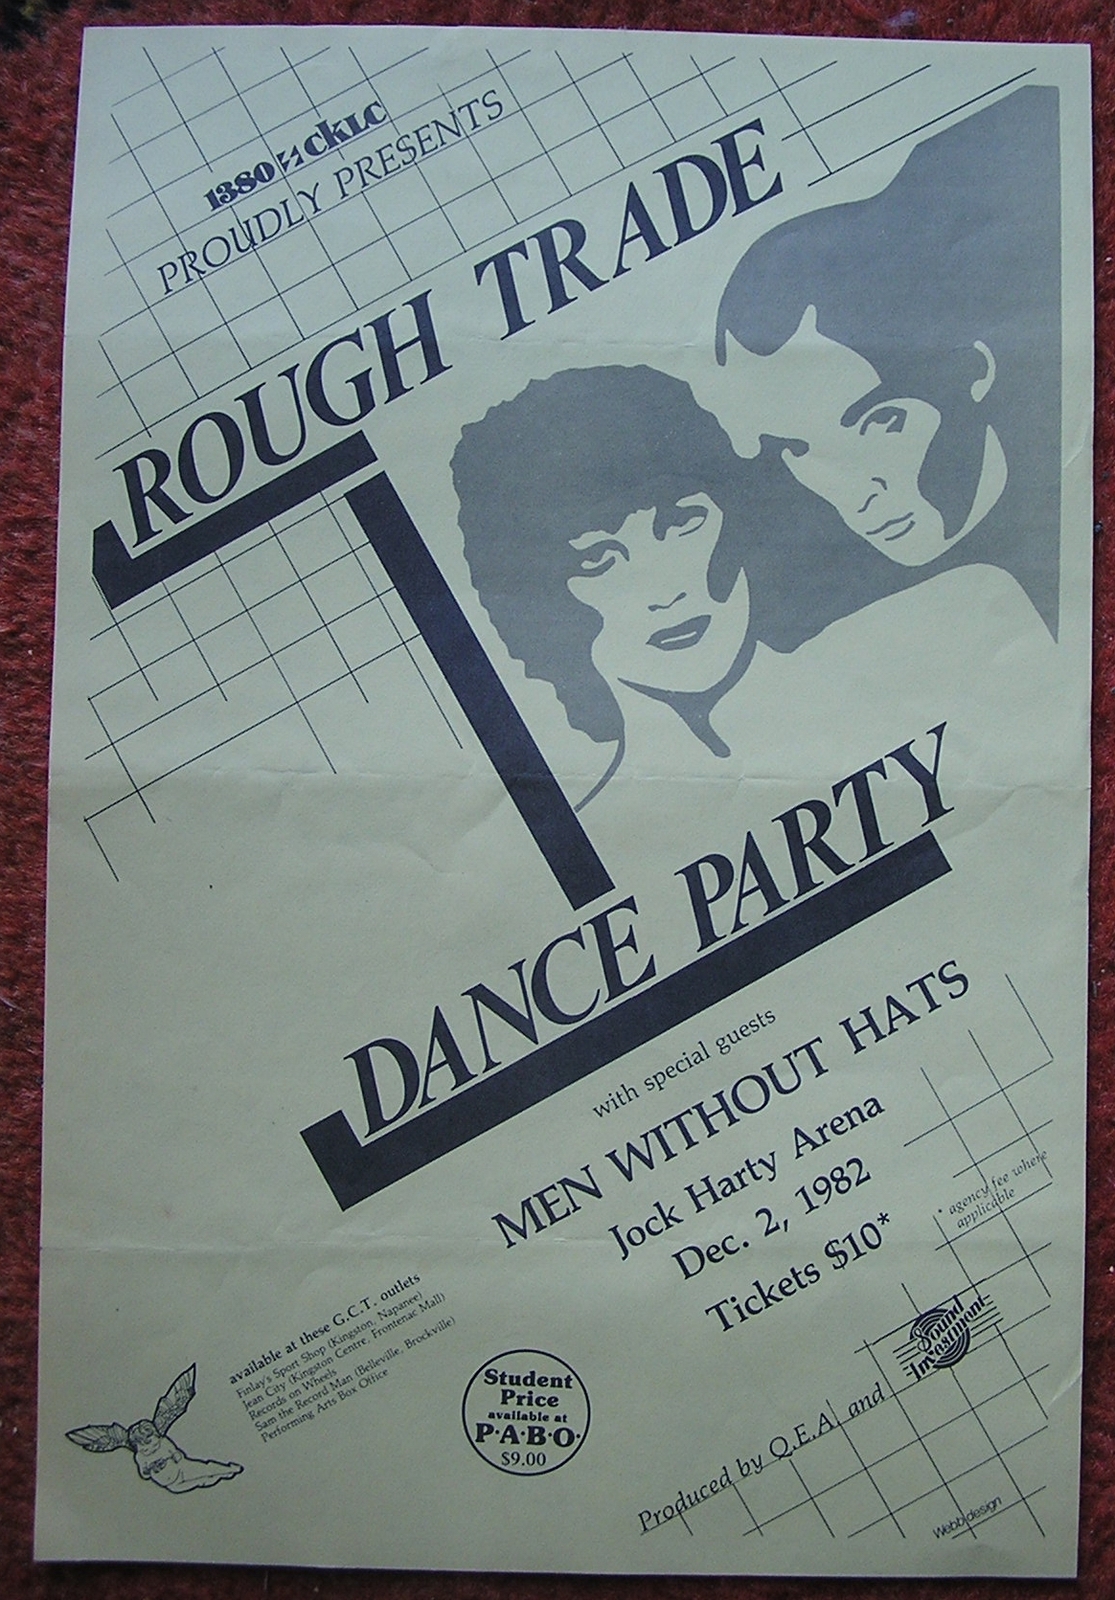 1380 CKLC
PROUDLY PRESENTS
ROUGH TRADE
DANCE PARTY
with special guests
MEN WITHOUT HATS
Jock Harty Arena
Dec. 2, 1982
Tickets $10*
* agency fee where
applicable
available at these G.C.T. outlets
Finlay's Sport Shop (Kingston, Napanee)
Jean City (Kingston Centre, Frontenac Mall)
Records on Wheels
Sam the Record Man (Belleville, Brockville)
Performing Arts Box Office
Student
Price
available at
P·A·B·O·
$9.00
Produced by Q.E.A. and
Sound
Investment
Webb design